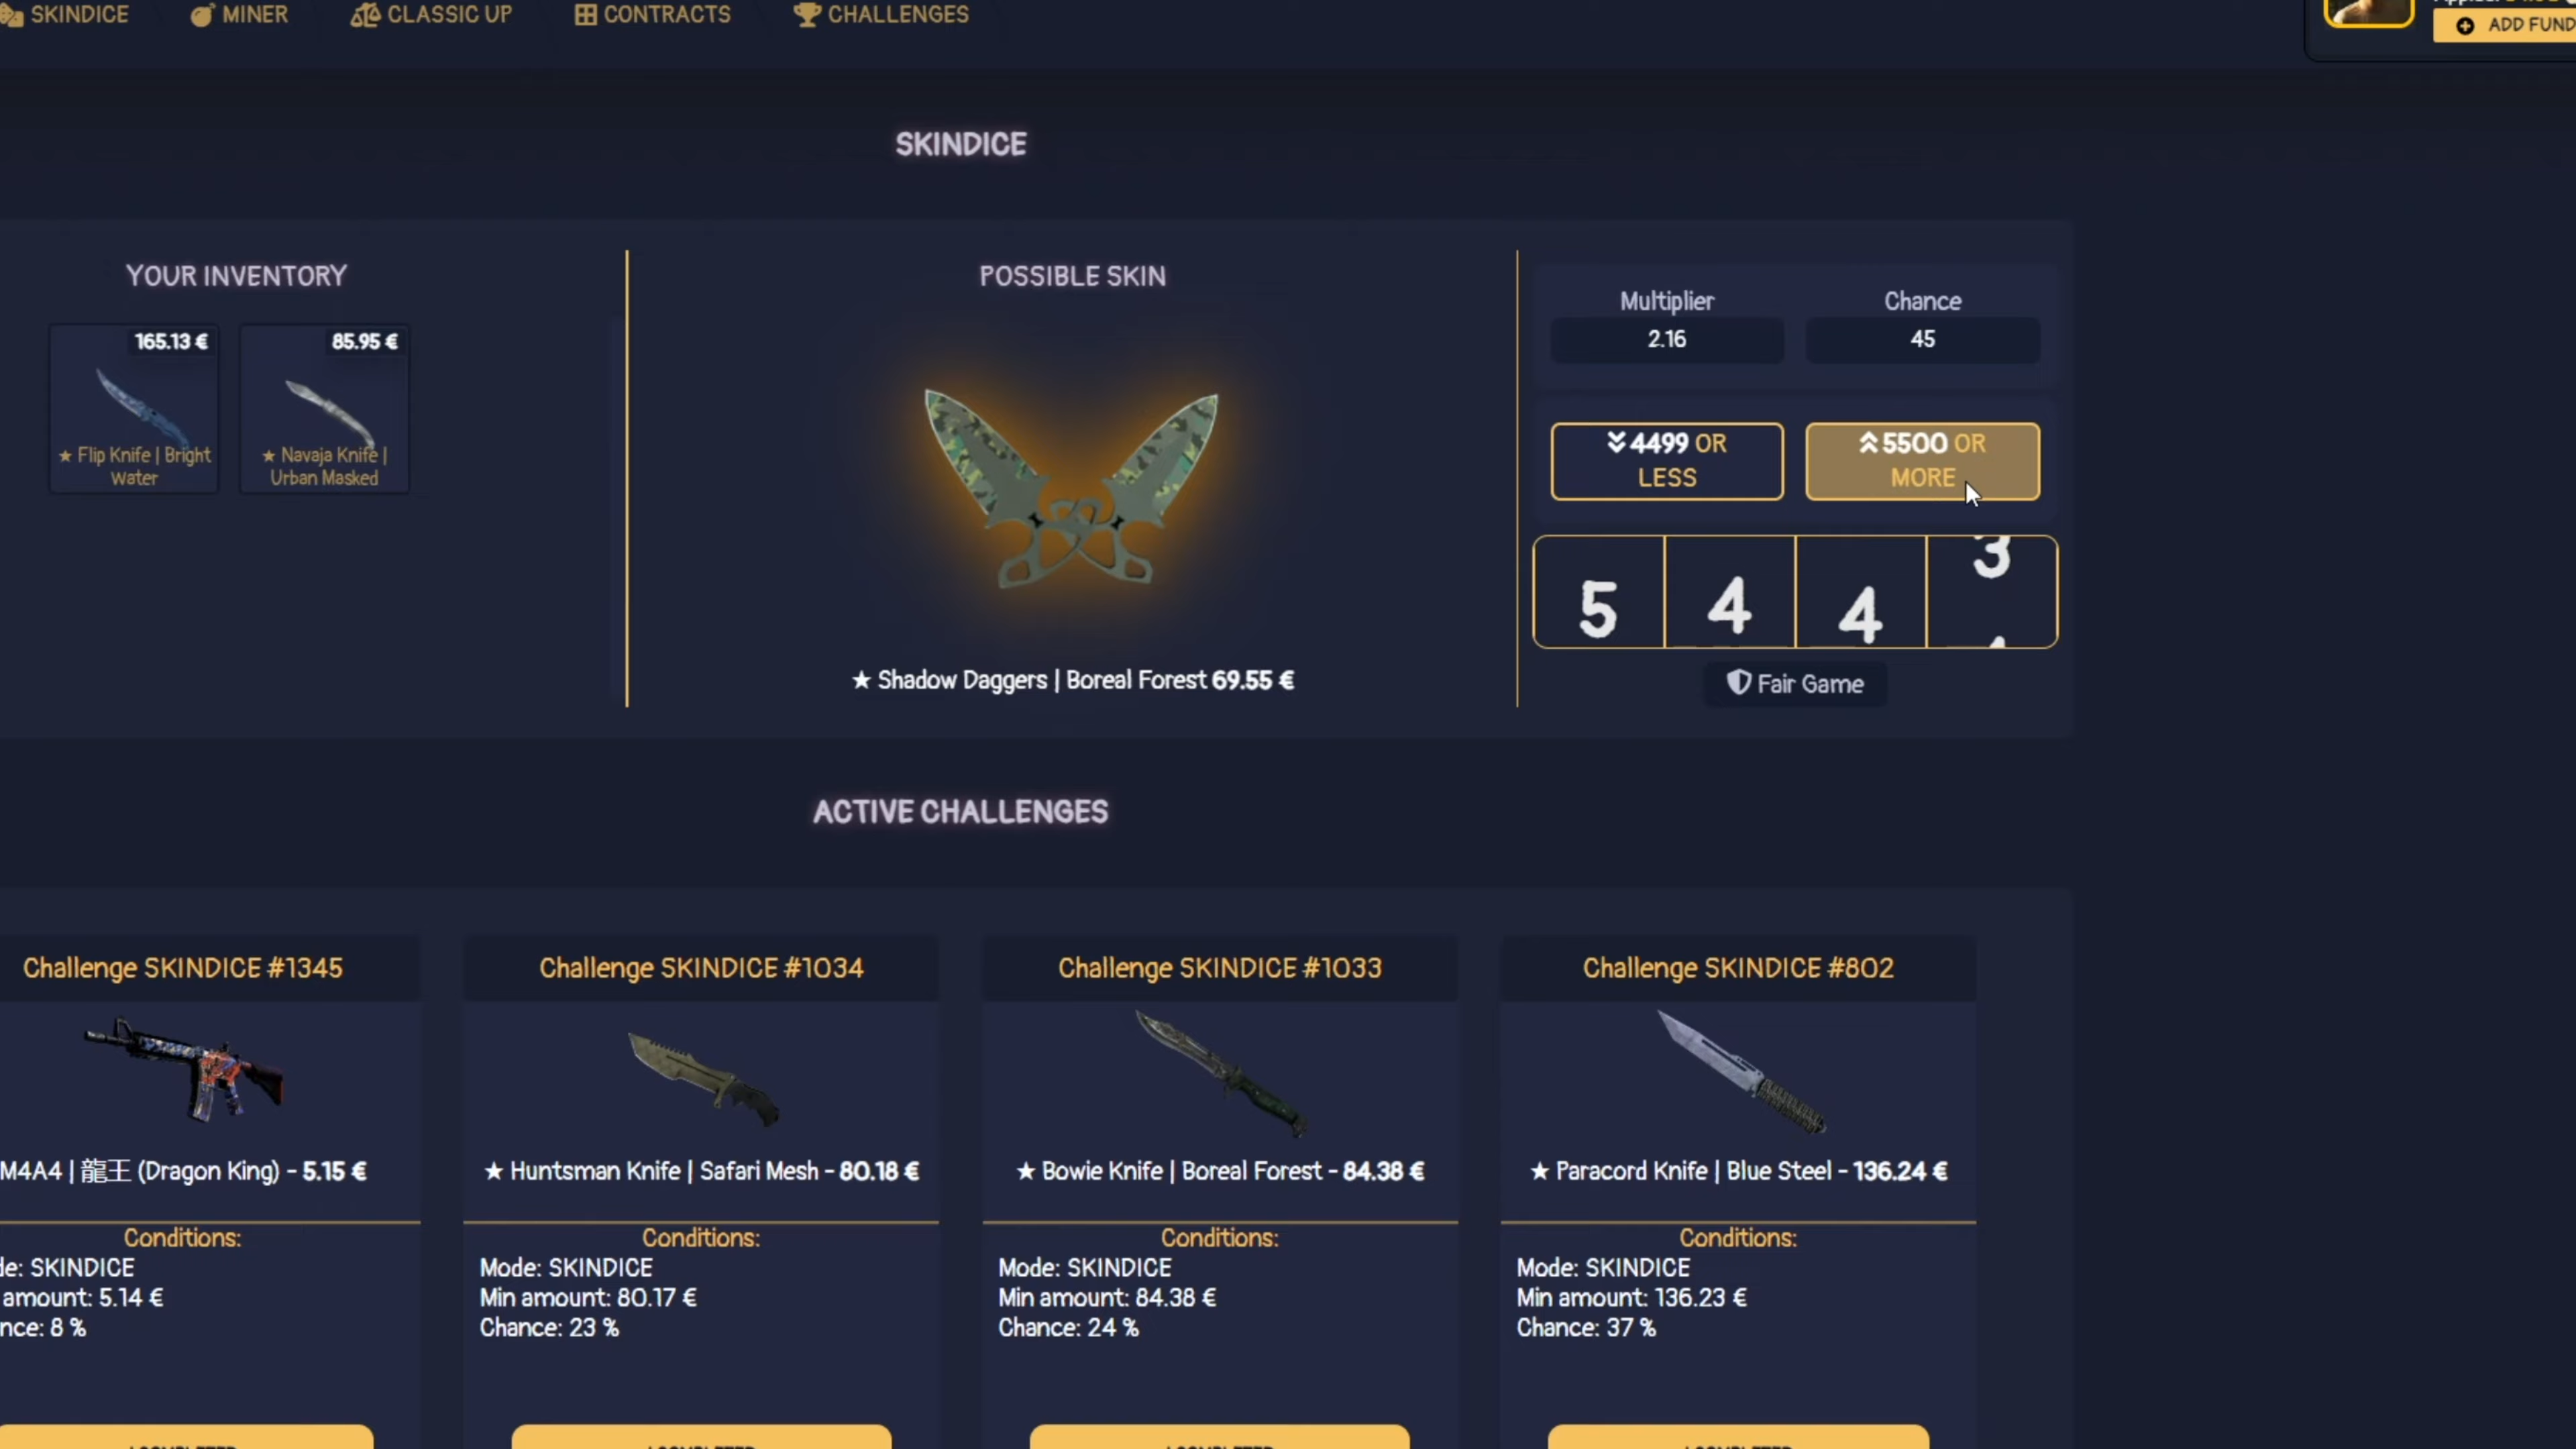 SKINDICE MINER CLASSIC UP CONTRACTS CHALLENGES
ADD FUND
SKINDICE
YOUR INVENTORY
165.13 €
★ Flip Knife | Bright
Water
85.95 €
★ Navaja Knife |
Urban Masked
POSSIBLE SKIN
★ Shadow Daggers | Boreal Forest 69.55 €
Multiplier
2.16
Chance
45
4499 OR
LESS
5500 OR
MORE
5 4 4 3
Fair Game
ACTIVE CHALLENGES
Challenge SKINDICE #1345
M4A4 | 龍王 (Dragon King) - 5.15 €
Conditions:
de: SKINDICE
amount: 5.14 €
nce: 8 %
Challenge SKINDICE #1034
★ Huntsman Knife | Safari Mesh - 80.18 €
Conditions:
Mode: SKINDICE
Min amount: 80.17 €
Chance: 23 %
Challenge SKINDICE #1033
★ Bowie Knife | Boreal Forest - 84.38 €
Conditions:
Mode: SKINDICE
Min amount: 84.38 €
Chance: 24 %
Challenge SKINDICE #802
★ Paracord Knife | Blue Steel - 136.24 €
Conditions:
Mode: SKINDICE
Min amount: 136.23 €
Chance: 37 %